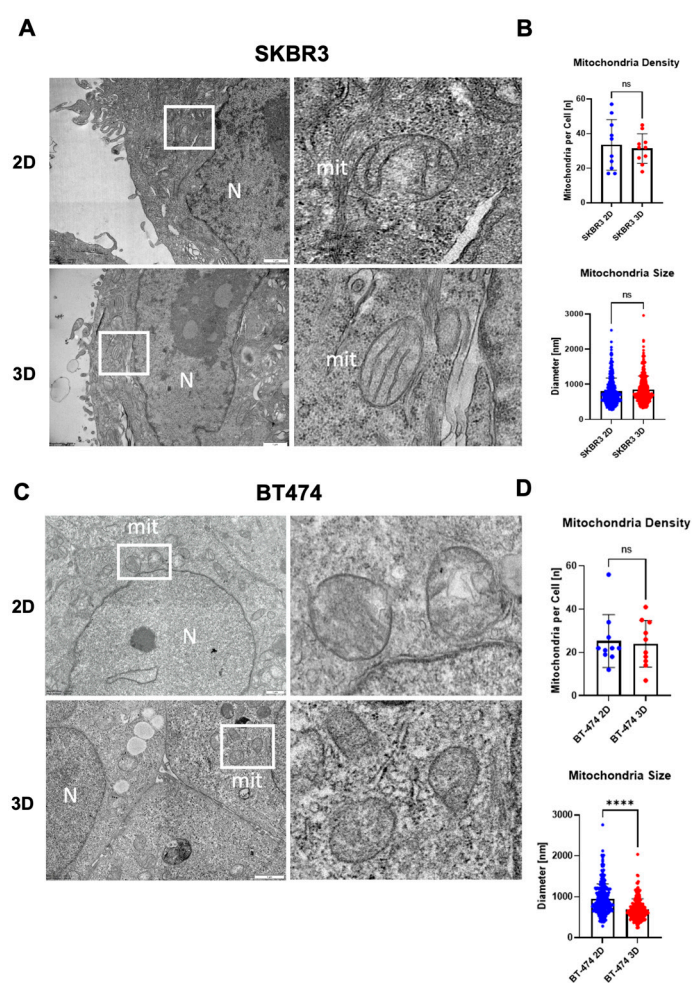 A
SKBR3
2D
N
mit
3D
N
mit
B
Mitochondria Density
ns
Mitochondria per Cell [n]
60
40
20
0
SKBR3 2D
SKBR3 3D
Mitochondria Size
ns
Diameter [nm]
3000
2000
1000
0
SKBR3 2D
SKBR3 3D
C
BT474
2D
mit
N
3D
N
mit
D
Mitochondria Density
ns
Mitochondria per Cell [n]
60
40
20
0
BT-474 2D
BT-474 3D
Mitochondria Size
****
Diameter [nm]
3000
2000
1000
0
BT-474 2D
BT-474 3D